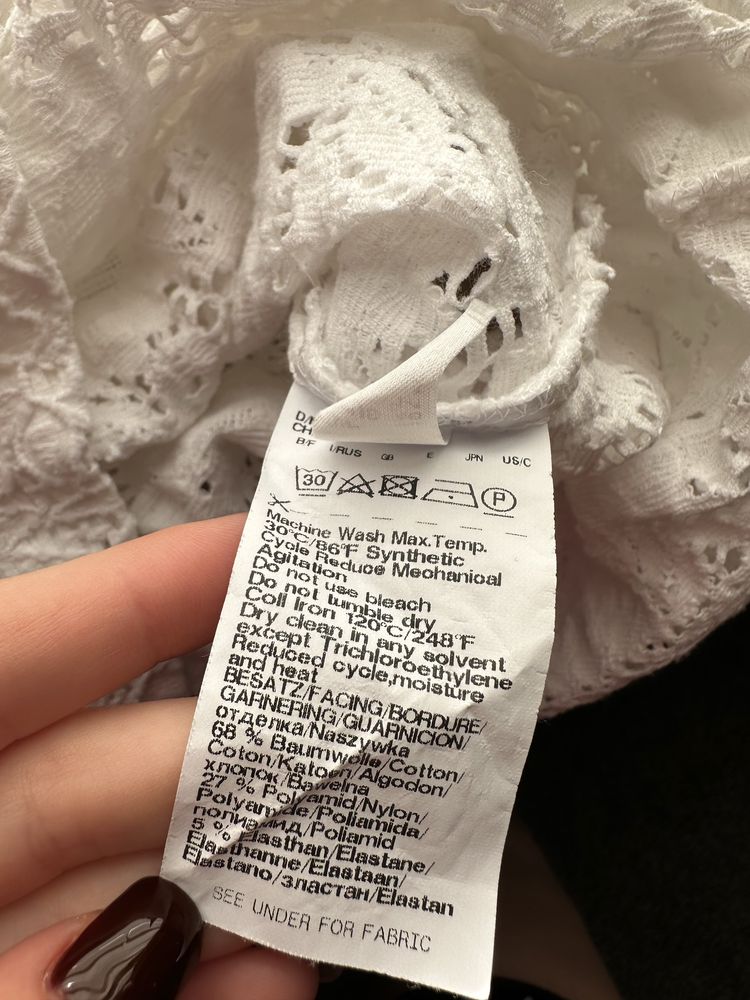 D/
CH
B/F I/RUS GB E JPN US/C
30 P
Machine Wash Max.Temp.
30°C/86°F Synthetic
Cycle Reduce Mechanical
Agitation
Do not use bleach
Do not tumble dry
Coll Iron 120°C/248°F
Dry clean in any solvent
except Trichloroethylene
Reduced cycle,moisture
and heat
BESATZ/FACING/BORDURE/
GARNERING/GUARNICION/
отделка/Naszywka
68 % Baumwolle/Cotton/
Coton/Katoen/Algodon/
хлопок/Bawelna
27 % Polyamid/Nylon/
Polyamide/Poliamida/
полиамид/Poliamid
5 % Elasthan/Elastane/
Elasthanne/Elastaan/
Elastano/эластан/Elastan
SEE UNDER FOR FABRIC